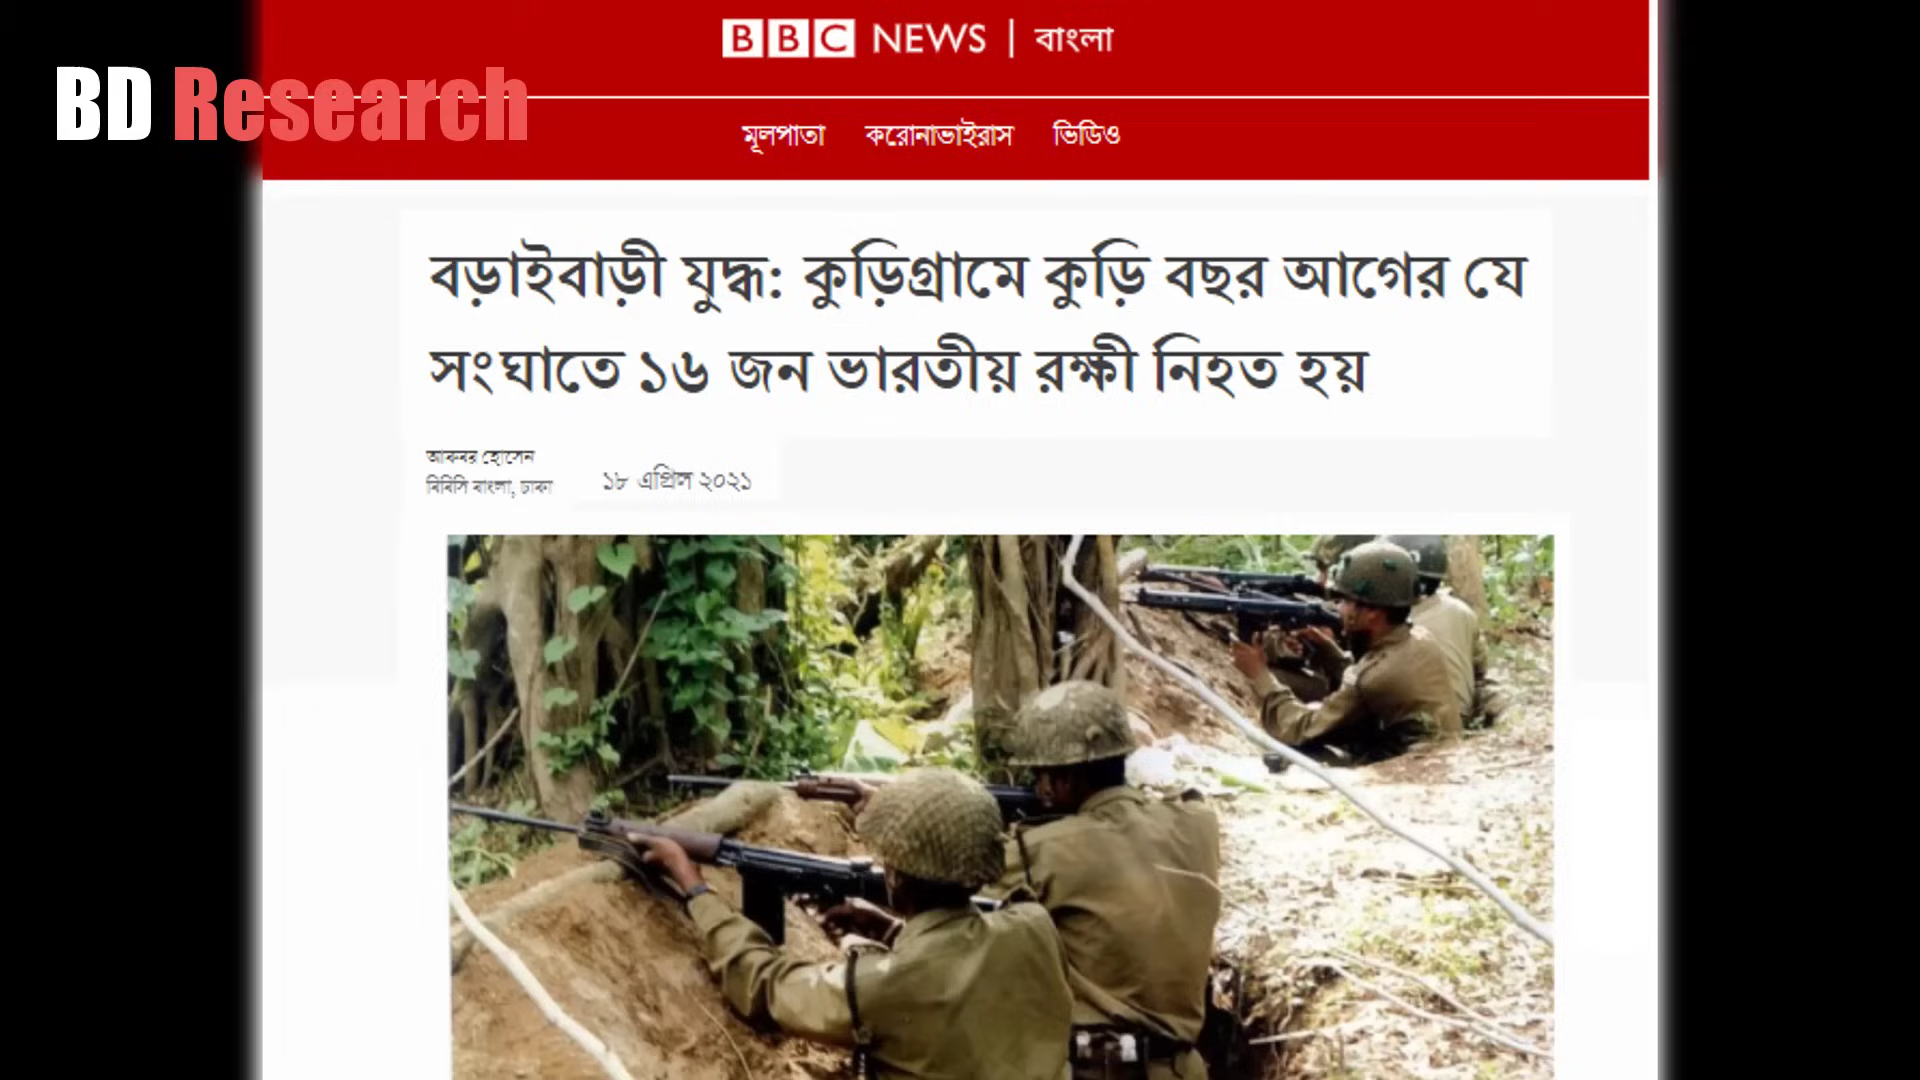 BBC NEWS | বাংলা
BD Research
মূলপাতা করোনাভাইরাস ভিডিও
বড়াইবাড়ী যুদ্ধ: কুড়িগ্রামে কুড়ি বছর আগের যে
সংঘাতে ১৬ জন ভারতীয় রক্ষী নিহত হয়
আকবর হোসেন
বিবিসি বাংলা, ঢাকা
১৮ এপ্রিল ২০২১